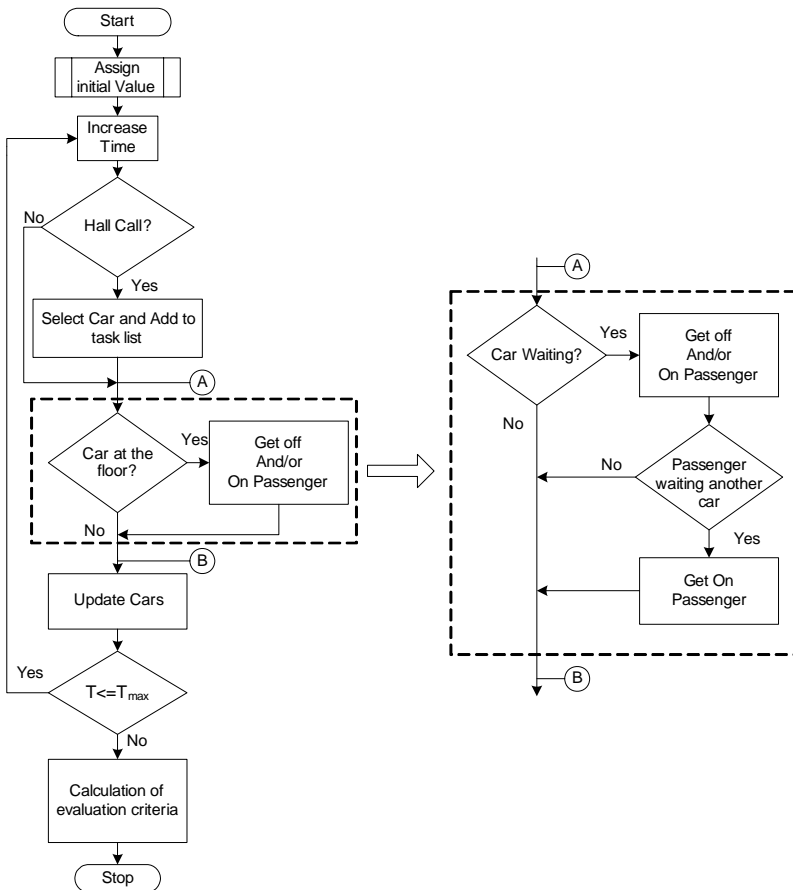 Start
Assign
initial Value
Increase
Time
No
Hall Call?
Yes
Select Car and Add to
task list
A
Car at the
floor?
Yes
Get off
And/or
On Passenger
No
B
Update Cars
Yes
T<=Tmax
No
Calculation of
evaluation criteria
Stop
A
Car Waiting?
Yes
Get off
And/or
On Passenger
No
No
Passenger
waiting another
car
Yes
Get On
Passenger
B